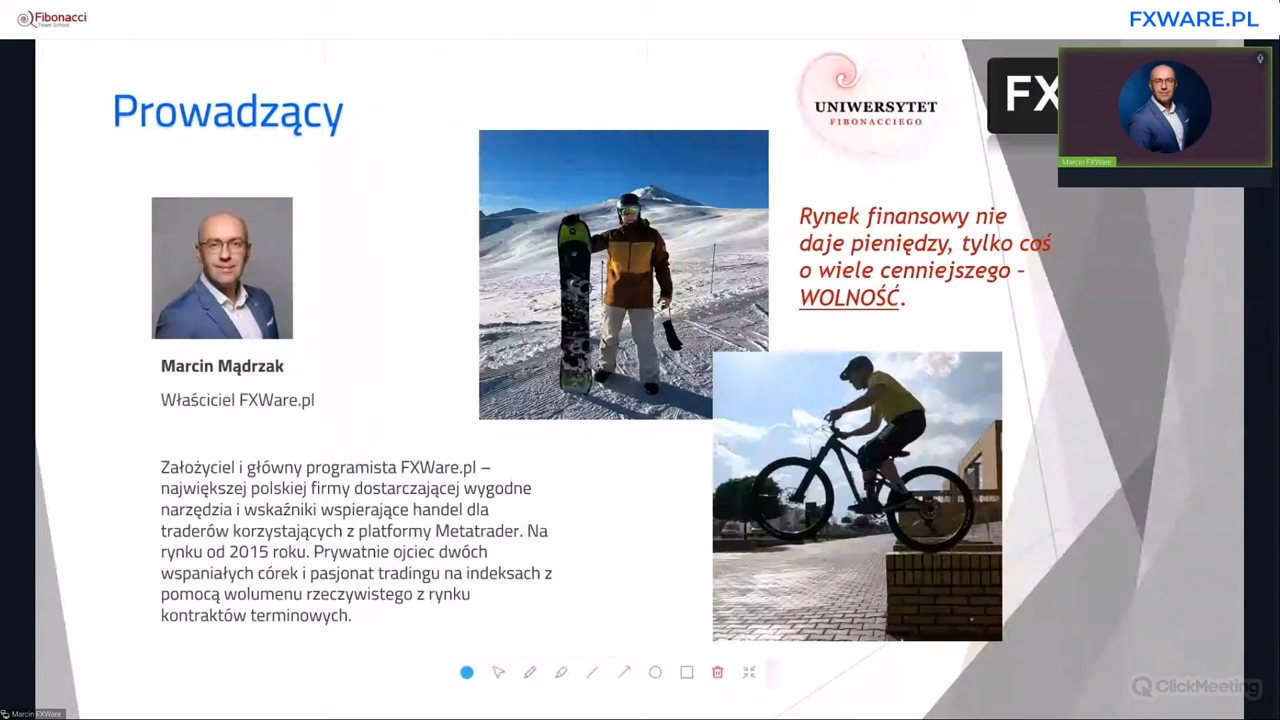 Fibonacci
Team School
FXWARE.PL
Prowadzący
UNIWERSYTET
FIBONACCIEGO
FX
Marcin FXWare
Rynek finansowy nie
daje pieniędzy, tylko coś
o wiele cenniejszego –
WOLNOŚĆ.
Marcin Mądrzak
Właściciel FXWare.pl
Założyciel i główny programista FXWare.pl –
największej polskiej firmy dostarczającej wygodne
narzędzia i wskaźniki wspierające handel dla
traderów korzystających z platformy Metatrader. Na
rynku od 2015 roku. Prywatnie ojciec dwóch
wspaniałych córek i pasjonat tradingu na indeksach z
pomocą wolumenu rzeczywistego z rynku
kontraktów terminowych.
ClickMeeting
Marcin FXWare